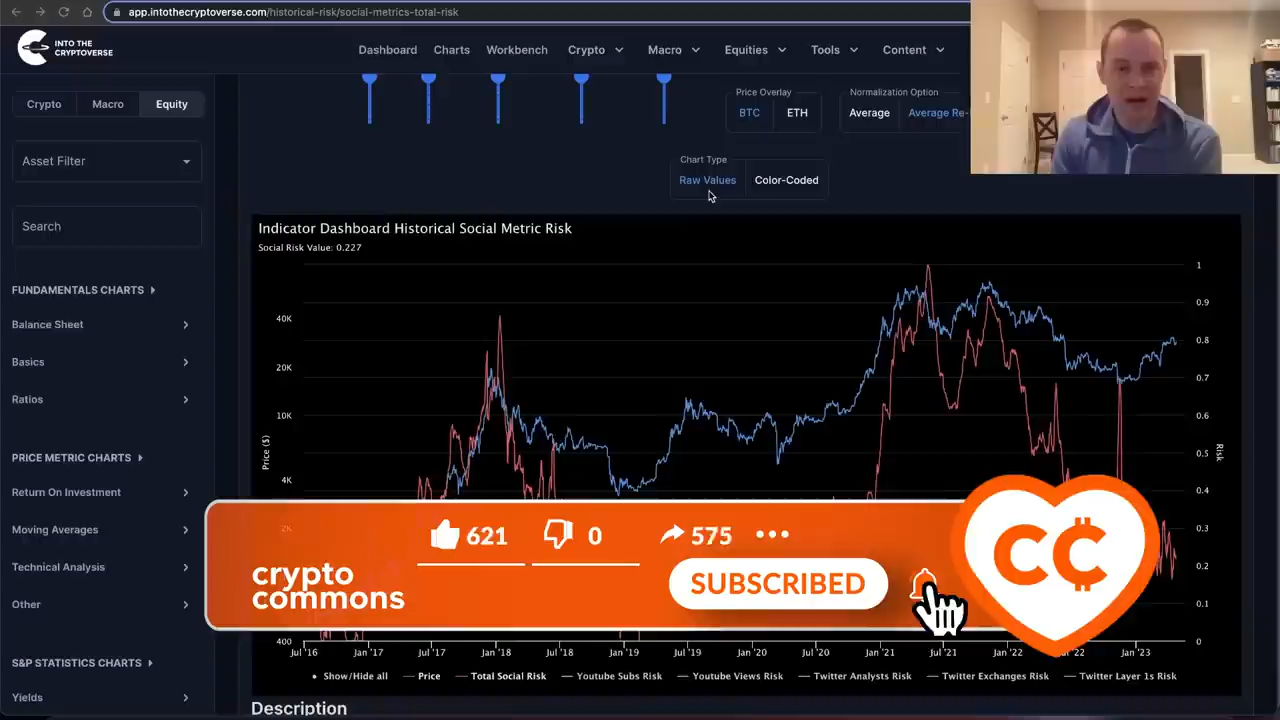 app.intothecryptoverse.com/historical-risk/social-metrics-total-risk
INTO THE
CRYPTOVERSE
Dashboard Charts Workbench Crypto Macro Equities Tools Content
Crypto Macro Equity
Asset Filter
Search
FUNDAMENTALS CHARTS
Balance Sheet
Basics
Ratios
PRICE METRIC CHARTS
Return On Investment
Moving Averages
Technical Analysis
Other
S&P STATISTICS CHARTS
Yields
Price Overlay
BTC ETH
Normalization Option
Average Average Re-
Chart Type
Raw Values Color-Coded
Indicator Dashboard Historical Social Metric Risk
Social Risk Value: 0.227
40K
20K
10K
4K
2K
400
Price ($)
1
0.9
0.8
0.7
0.6
0.5
0.4
0.3
0.2
0.1
0
Risk
Jul '16 Jan '17 Jul '17 Jan '18 Jul '18 Jan '19 Jul '19 Jan '20 Jul '20 Jan '21 Jul '21 Jan '22 Jul '22 Jan '23
Show/Hide all Price Total Social Risk Youtube Subs Risk Youtube Views Risk Twitter Analysts Risk Twitter Exchanges Risk Twitter Layer 1s Risk
Description
crypto
commons
621 0 575
SUBSCRIBED
CC